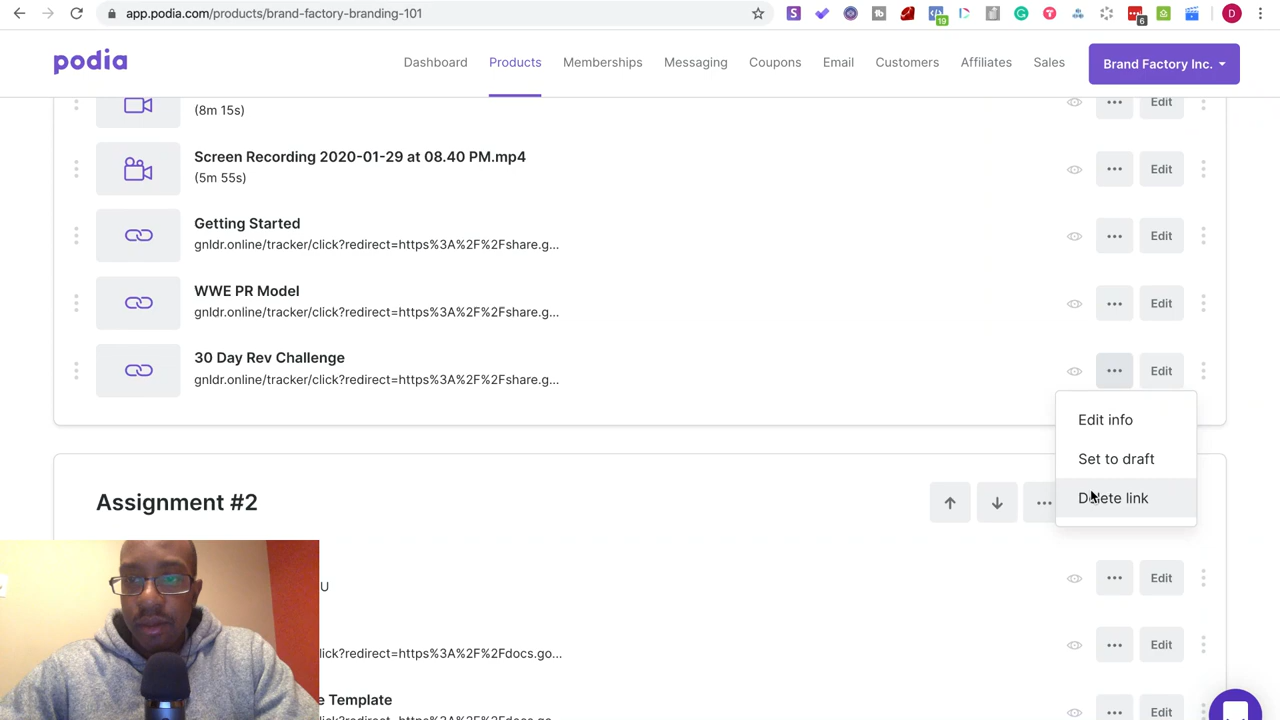 app.podia.com/products/brand-factory-branding-101
19
6
D
podia
Dashboard
Products
Memberships
Messaging
Coupons
Email
Customers
Affiliates
Sales
Brand Factory Inc.
(8m 15s)
Edit
Screen Recording 2020-01-29 at 08.40 PM.mp4
(5m 55s)
Edit
Getting Started
gnldr.online/tracker/click?redirect=https%3A%2F%2Fshare.g...
Edit
WWE PR Model
gnldr.online/tracker/click?redirect=https%3A%2F%2Fshare.g...
Edit
30 Day Rev Challenge
gnldr.online/tracker/click?redirect=https%3A%2F%2Fshare.g...
Edit
Edit info
Set to draft
Delete link
Assignment #2
U
Edit
lick?redirect=https%3A%2F%2Fdocs.go...
Edit
e Template
Edit